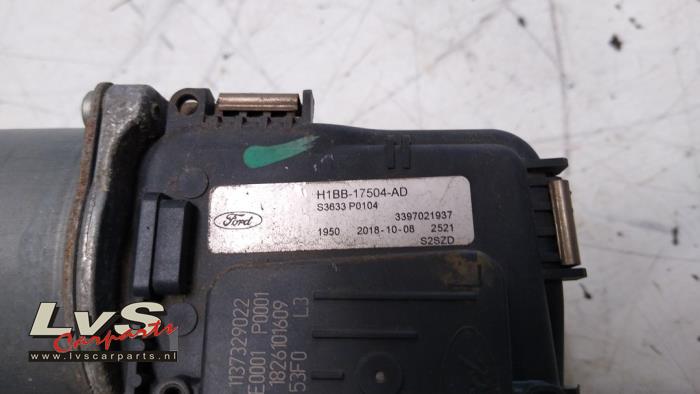 H1BB-17504-AD
S3633 P0104
Ford
3397021937
1950 2018-10-08 2521
S2SZD
1137329022
E0001 P0001
1826101609
53F0 L3
LvS
Carparts
www.lvscarparts.nl